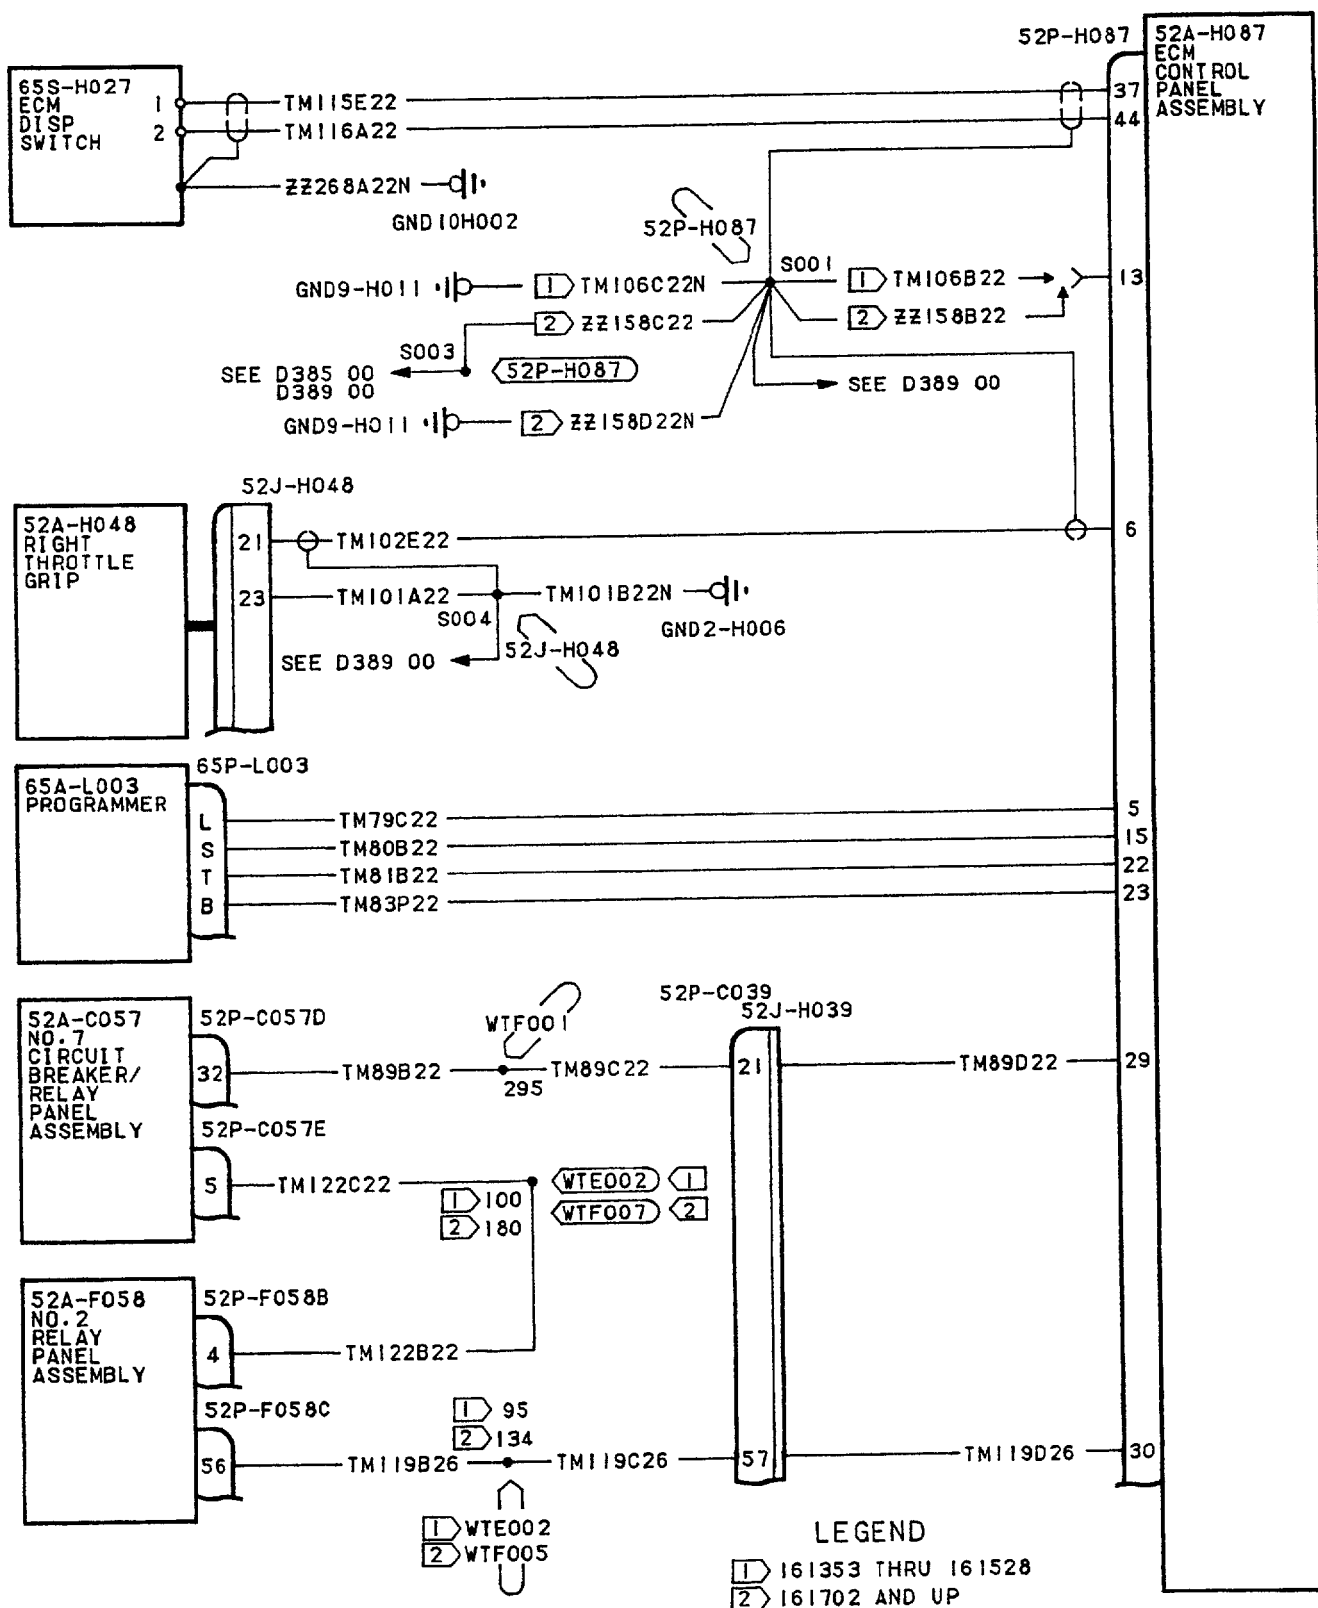 52P-H087
52A-H087
ECM
CONTROL
PANEL
ASSEMBLY
65S-H027
ECM
DISP
SWITCH
1
TM115E22
37
2
TM116A22
44
ZZ268A22N
GND10H002
52P-H087
S001
GND9-H011
1
TM106C22N
1
TM106B22
13
2
ZZ158C22
2
ZZ158B22
S003
SEE D385 00
D389 00
52P-H087
SEE D389 00
GND9-H011
2
ZZ158D22N
52J-H048
52A-H048
RIGHT
THROTTLE
GRIP
21
TM102E22
6
23
TM101A22
TM101B22N
S004
GND2-H006
SEE D389 00
52J-H048
65P-L003
65A-L003
PROGRAMMER
L
TM79C22
5
S
TM80B22
15
T
TM81B22
22
B
TM83P22
23
52P-C039
52J-H039
52A-C057
NO.7
CIRCUIT
BREAKER/
RELAY
PANEL
ASSEMBLY
52P-C057D
WTF001
32
TM89B22
295
TM89C22
21
TM89D22
29
52P-C057E
5
TM122C22
1
100
2
180
WTE002
1
WTF007
2
52A-F058
NO.2
RELAY
PANEL
ASSEMBLY
52P-F058B
4
TM122B22
52P-F058C
1
95
2
134
56
TM119B26
TM119C26
57
TM119D26
30
1
WTE002
2
WTF005
LEGEND
1
161353 THRU 161528
2
161702 AND UP